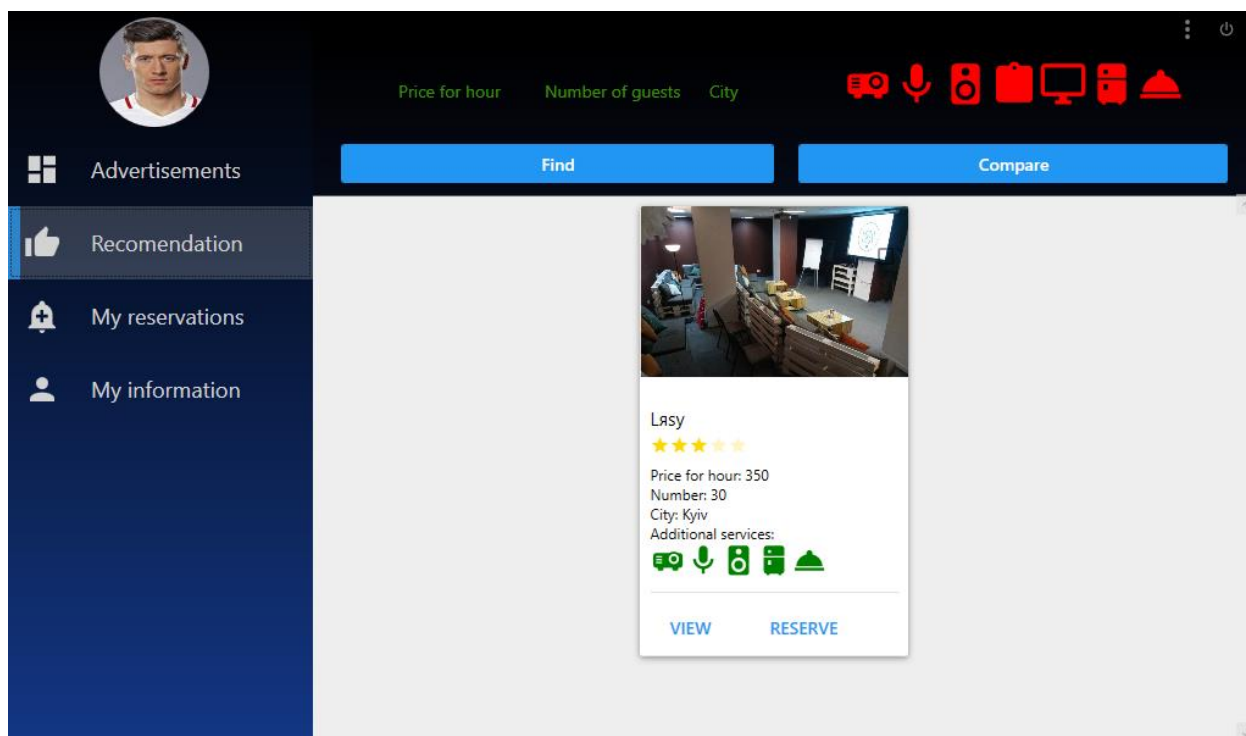 Price for hour Number of guests City
Find Compare
Advertisements
Recomendation
My reservations
My information
Lяsy
Price for hour: 350
Number: 30
City: Kyiv
Additional services:
VIEW RESERVE